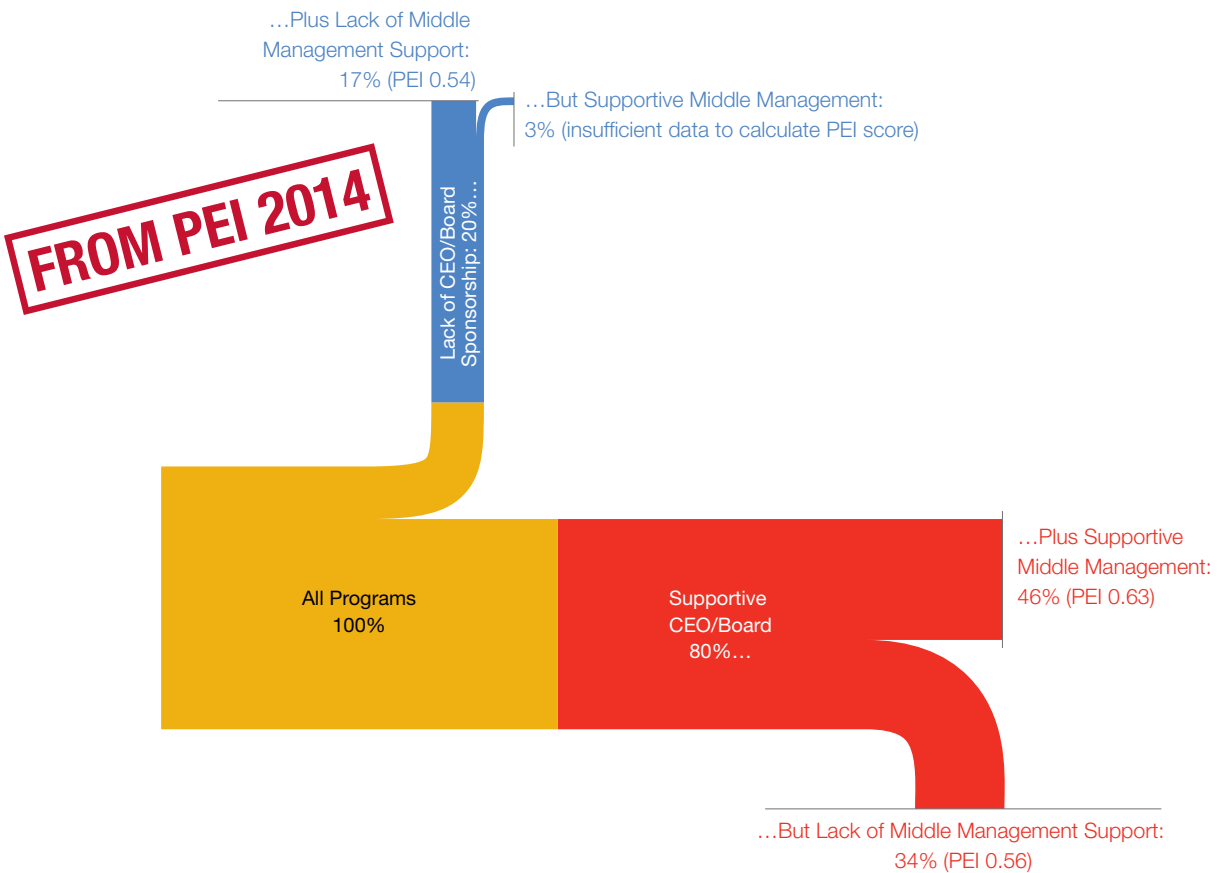 …Plus Lack of Middle
Management Support:
17% (PEI 0.54)
…But Supportive Middle Management:
3% (insufficient data to calculate PEI score)
FROM PEI 2014
Lack of CEO/Board
Sponsorship: 20%…
All Programs
100%
Supportive
CEO/Board
80%…
…Plus Supportive
Middle Management:
46% (PEI 0.63)
…But Lack of Middle Management Support:
34% (PEI 0.56)